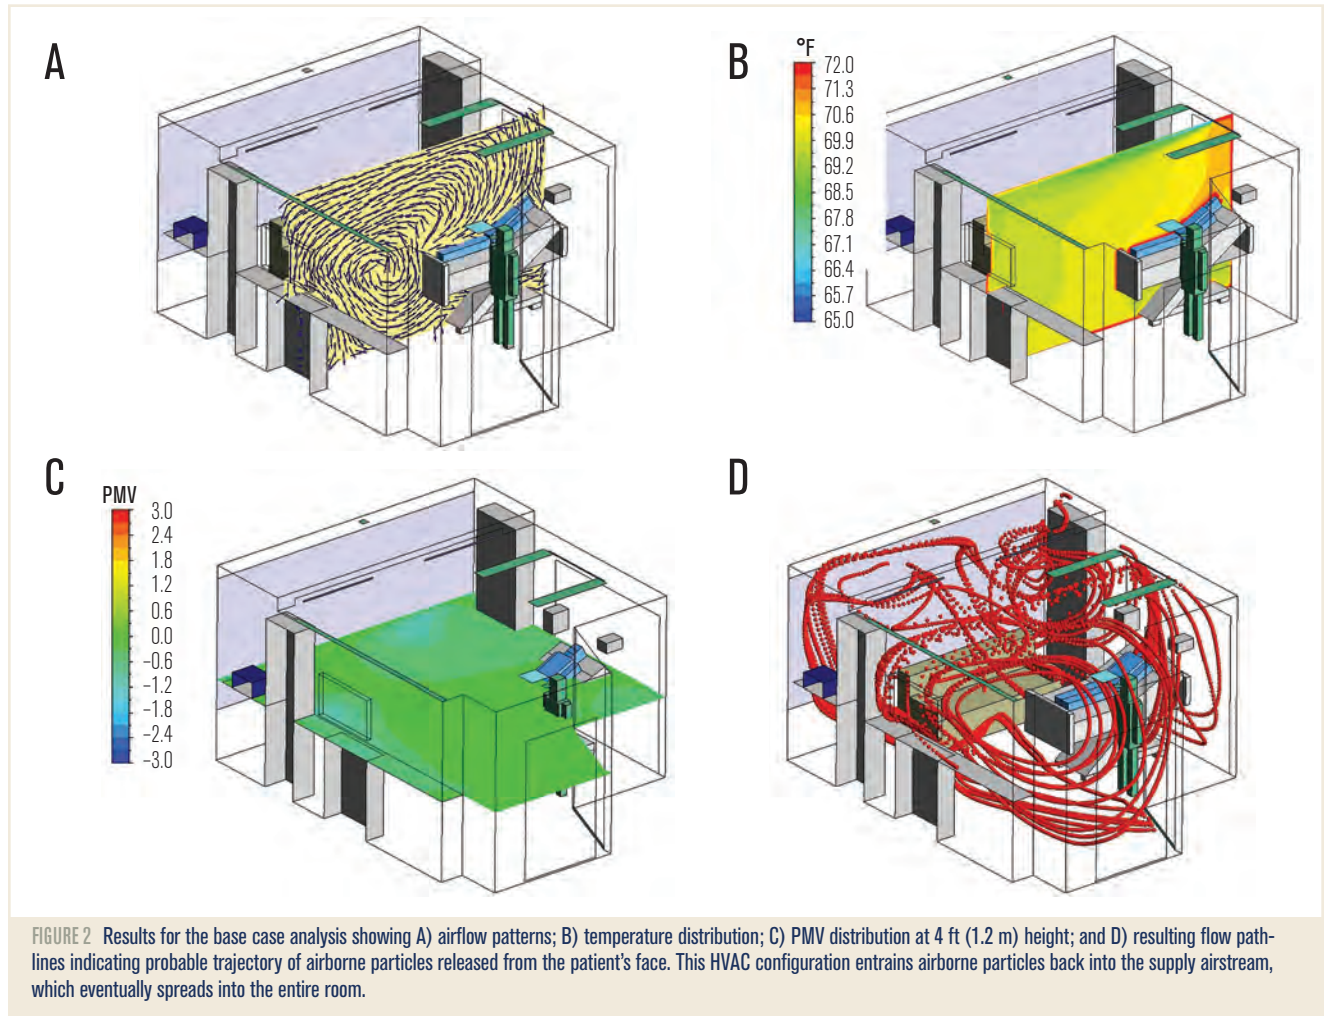 A
B
°F
72.0
71.3
70.6
69.9
69.2
68.5
67.8
67.1
66.4
65.7
65.0
C
PMV
3.0
2.4
1.8
1.2
0.6
0.0
−0.6
−1.2
−1.8
−2.4
−3.0
D
FIGURE 2 Results for the base case analysis showing A) airflow patterns; B) temperature distribution; C) PMV distribution at 4 ft (1.2 m) height; and D) resulting flow path-
lines indicating probable trajectory of airborne particles released from the patient's face. This HVAC configuration entrains airborne particles back into the supply airstream,
which eventually spreads into the entire room.